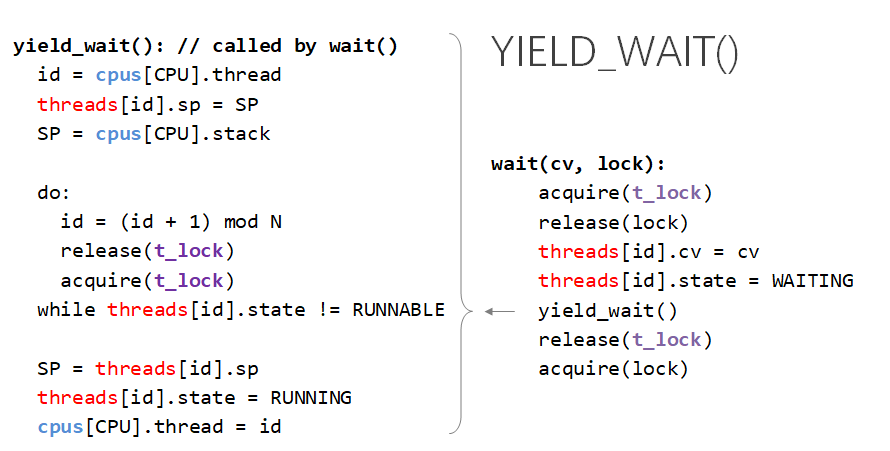 yield_wait(): // called by wait()
id = cpus[CPU].thread
threads[id].sp = SP
SP = cpus[CPU].stack
do:
id = (id + 1) mod N
release(t_lock)
acquire(t_lock)
while threads[id].state != RUNNABLE
SP = threads[id].sp
threads[id].state = RUNNING
cpus[CPU].thread = id
YIELD_WAIT()
wait(cv, lock):
acquire(t_lock)
release(lock)
threads[id].cv = cv
threads[id].state = WAITING
yield_wait()
release(t_lock)
acquire(lock)